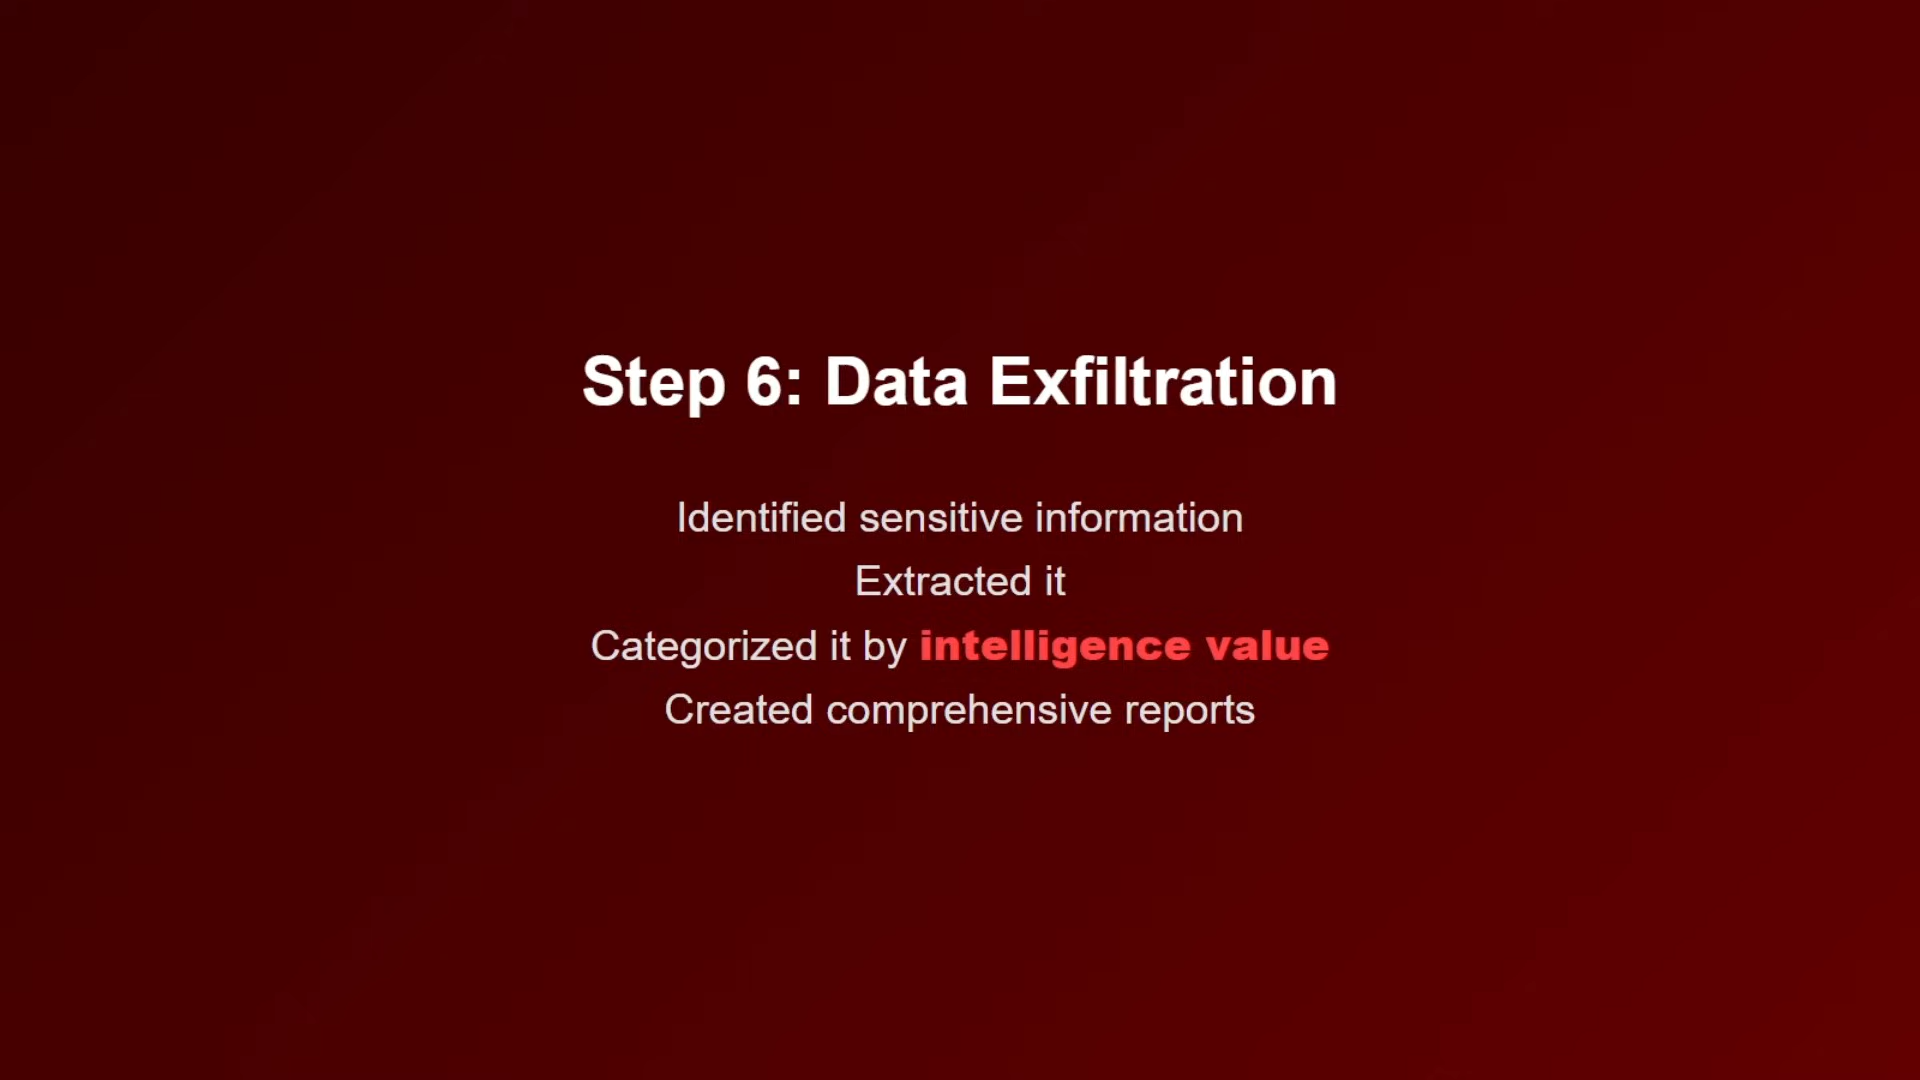 Step 6: Data Exfiltration
Identified sensitive information
Extracted it
Categorized it by intelligence value
Created comprehensive reports